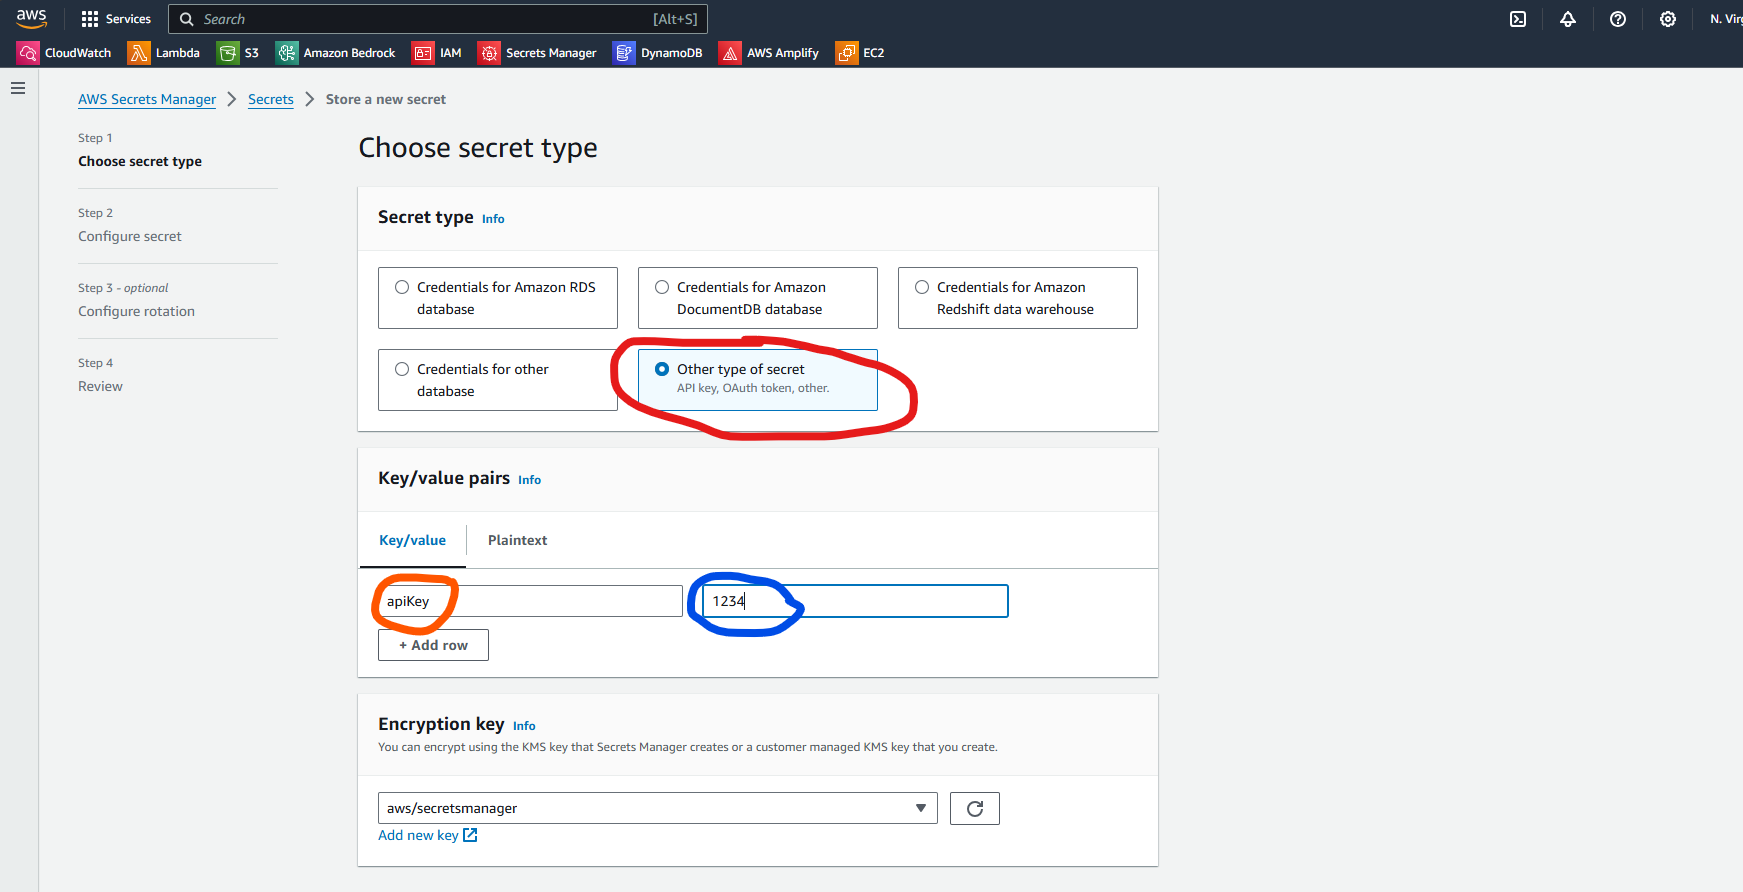 aws
Services
Search
[Alt+S]
N. Vir
CloudWatch
Lambda
S3
Amazon Bedrock
IAM
Secrets Manager
DynamoDB
AWS Amplify
EC2
AWS Secrets Manager
Secrets
Store a new secret
Step 1
Choose secret type
Step 2
Configure secret
Step 3 - optional
Configure rotation
Step 4
Review
Choose secret type
Secret type Info
Credentials for Amazon RDS
database
Credentials for Amazon
DocumentDB database
Credentials for Amazon
Redshift data warehouse
Credentials for other
database
Other type of secret
API key, OAuth token, other.
Key/value pairs Info
Key/value
Plaintext
apiKey
1234
+ Add row
Encryption key Info
You can encrypt using the KMS key that Secrets Manager creates or a customer managed KMS key that you create.
aws/secretsmanager
Add new key